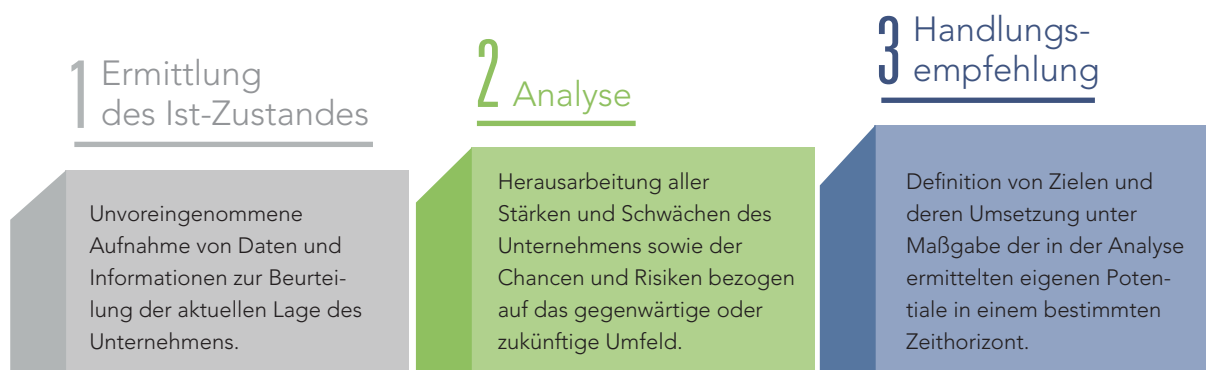 1 Ermittlung
des Ist-Zustandes
Unvoreingenommene
Aufnahme von Daten und
Informationen zur Beurtei-
lung der aktuellen Lage des
Unternehmens.
2 Analyse
Herausarbeitung aller
Stärken und Schwächen des
Unternehmens sowie der
Chancen und Risiken bezogen
auf das gegenwärtige oder
zukünftige Umfeld.
3 Handlungs-
empfehlung
Definition von Zielen und
deren Umsetzung unter
Maßgabe der in der Analyse
ermittelten eigenen Poten-
tiale in einem bestimmten
Zeithorizont.